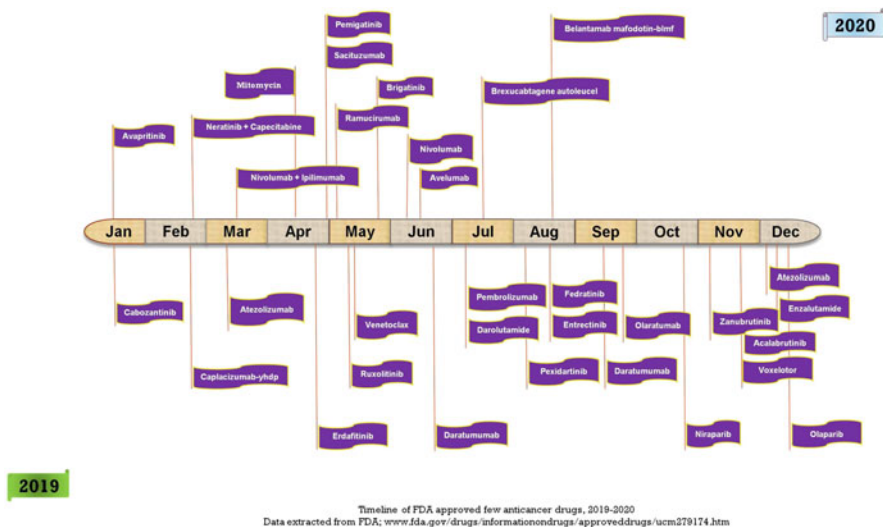 2020
Pemigatinib
Belantamab mafodotin-blmf
Sacituzumab
Mitomycin
Brigatinib
Brexucabtagene autoleucel
Ramucirumab
Neratinib + Capecitabine
Avapritinib
Nivolumab
Nivolumab + Ipilimumab
Avelumab
Jan Feb Mar Apr May Jun Jul Aug Sep Oct Nov Dec
Atezolizumab
Pembrolizumab
Fedratinib
Cabozantinib
Atezolizumab
Enzalutamide
Venetoclax
Darolutamide
Entrectinib
Olaratumab
Zanubrutinib
Acalabrutinib
Caplacizumab-yhdp
Ruxolitinib
Pexidartinib
Daratumumab
Voxelotor
Erdafitinib
Daratumumab
Niraparib
Olaparib
2019
Timeline of FDA approved few anticancer drugs, 2019-2020
Data extracted from FDA; www.fda.gov/drugs/informationondrugs/approveddrugs/ucm279174.htm